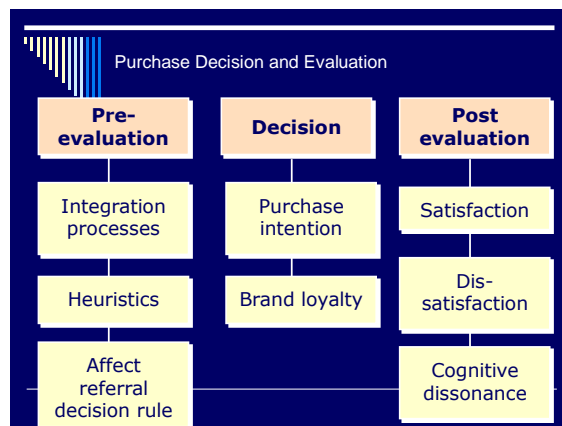 Purchase Decision and Evaluation
Pre-
evaluation
Integration
processes
Heuristics
Affect
referral
decision rule
Decision
Purchase
intention
Brand loyalty
Post
evaluation
Satisfaction
Dis-
satisfaction
Cognitive
dissonance